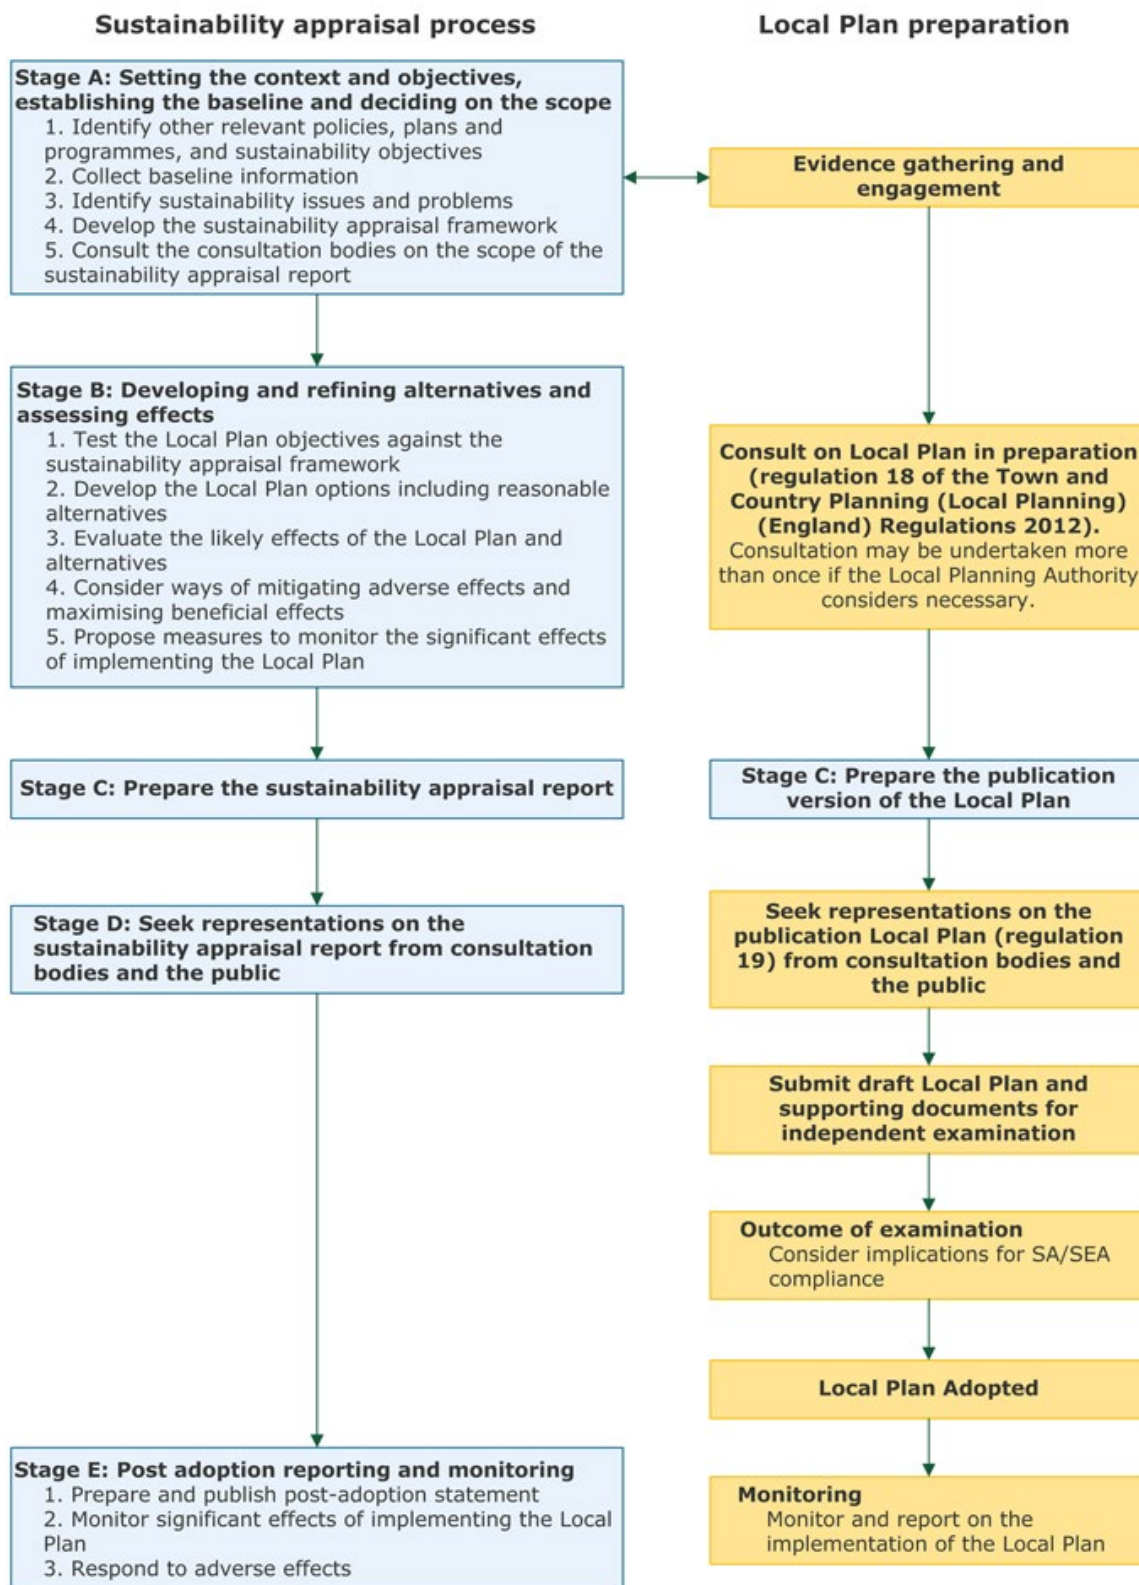 Sustainability appraisal process
Local Plan preparation
Stage A: Setting the context and objectives,
establishing the baseline and deciding on the scope
1. Identify other relevant policies, plans and
programmes, and sustainability objectives
2. Collect baseline information
3. Identify sustainability issues and problems
4. Develop the sustainability appraisal framework
5. Consult the consultation bodies on the scope of the
sustainability appraisal report
Evidence gathering and
engagement
Stage B: Developing and refining alternatives and
assessing effects
1. Test the Local Plan objectives against the
sustainability appraisal framework
2. Develop the Local Plan options including reasonable
alternatives
3. Evaluate the likely effects of the Local Plan and
alternatives
4. Consider ways of mitigating adverse effects and
maximising beneficial effects
5. Propose measures to monitor the significant effects
of implementing the Local Plan
Consult on Local Plan in preparation
(regulation 18 of the Town and
Country Planning (Local Planning)
(England) Regulations 2012).
Consultation may be undertaken more
than once if the Local Planning Authority
considers necessary.
Stage C: Prepare the sustainability appraisal report
Stage C: Prepare the publication
version of the Local Plan
Stage D: Seek representations on the
sustainability appraisal report from consultation
bodies and the public
Seek representations on the
publication Local Plan (regulation
19) from consultation bodies and
the public
Submit draft Local Plan and
supporting documents for
independent examination
Outcome of examination
Consider implications for SA/SEA
compliance
Local Plan Adopted
Stage E: Post adoption reporting and monitoring
1. Prepare and publish post-adoption statement
2. Monitor significant effects of implementing the Local
Plan
3. Respond to adverse effects
Monitoring
Monitor and report on the
implementation of the Local Plan